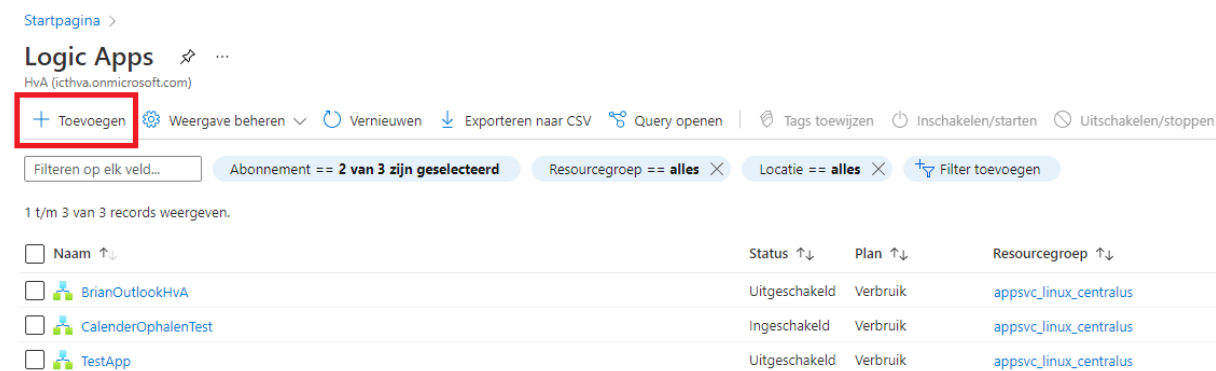 Startpagina >
Logic Apps ...
HvA (icthva.onmicrosoft.com)
+ Toevoegen Weergave beheren Vernieuwen Exporteren naar CSV Query openen Tags toewijzen Inschakelen/starten Uitschakelen/stoppen
Filteren op elk veld... Abonnement == 2 van 3 zijn geselecteerd Resourcegroep == alles Locatie == alles Filter toevoegen
1 t/m 3 van 3 records weergeven.
Naam ↑↓ Status ↑↓ Plan ↑↓ Resourcegroep ↑↓
BrianOutlookHvA Uitgeschakeld Verbruik appsvc_linux_centralus
CalenderOphalenTest Ingeschakeld Verbruik appsvc_linux_centralus
TestApp Uitgeschakeld Verbruik appsvc_linux_centralus